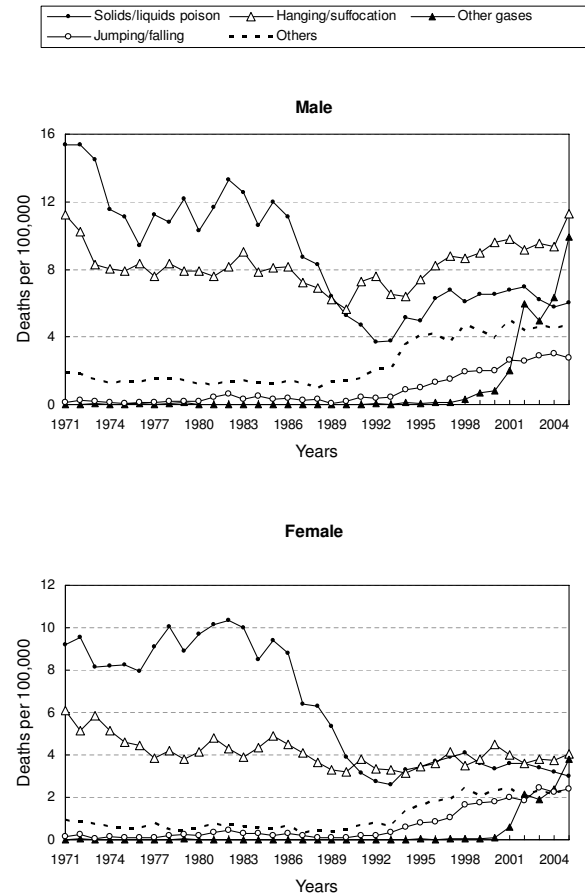 Solids/liquids poison Hanging/suffocation Other gases
Jumping/falling Others
Male
16
12
8
4
0
Deaths per 100,000
1971 1974 1977 1980 1983 1986 1989 1992 1995 1998 2001 2004
Years
Female
12
10
8
6
4
2
0
Deaths per 100,000
1971 1974 1977 1980 1983 1986 1989 1992 1995 1998 2001 2004
Years